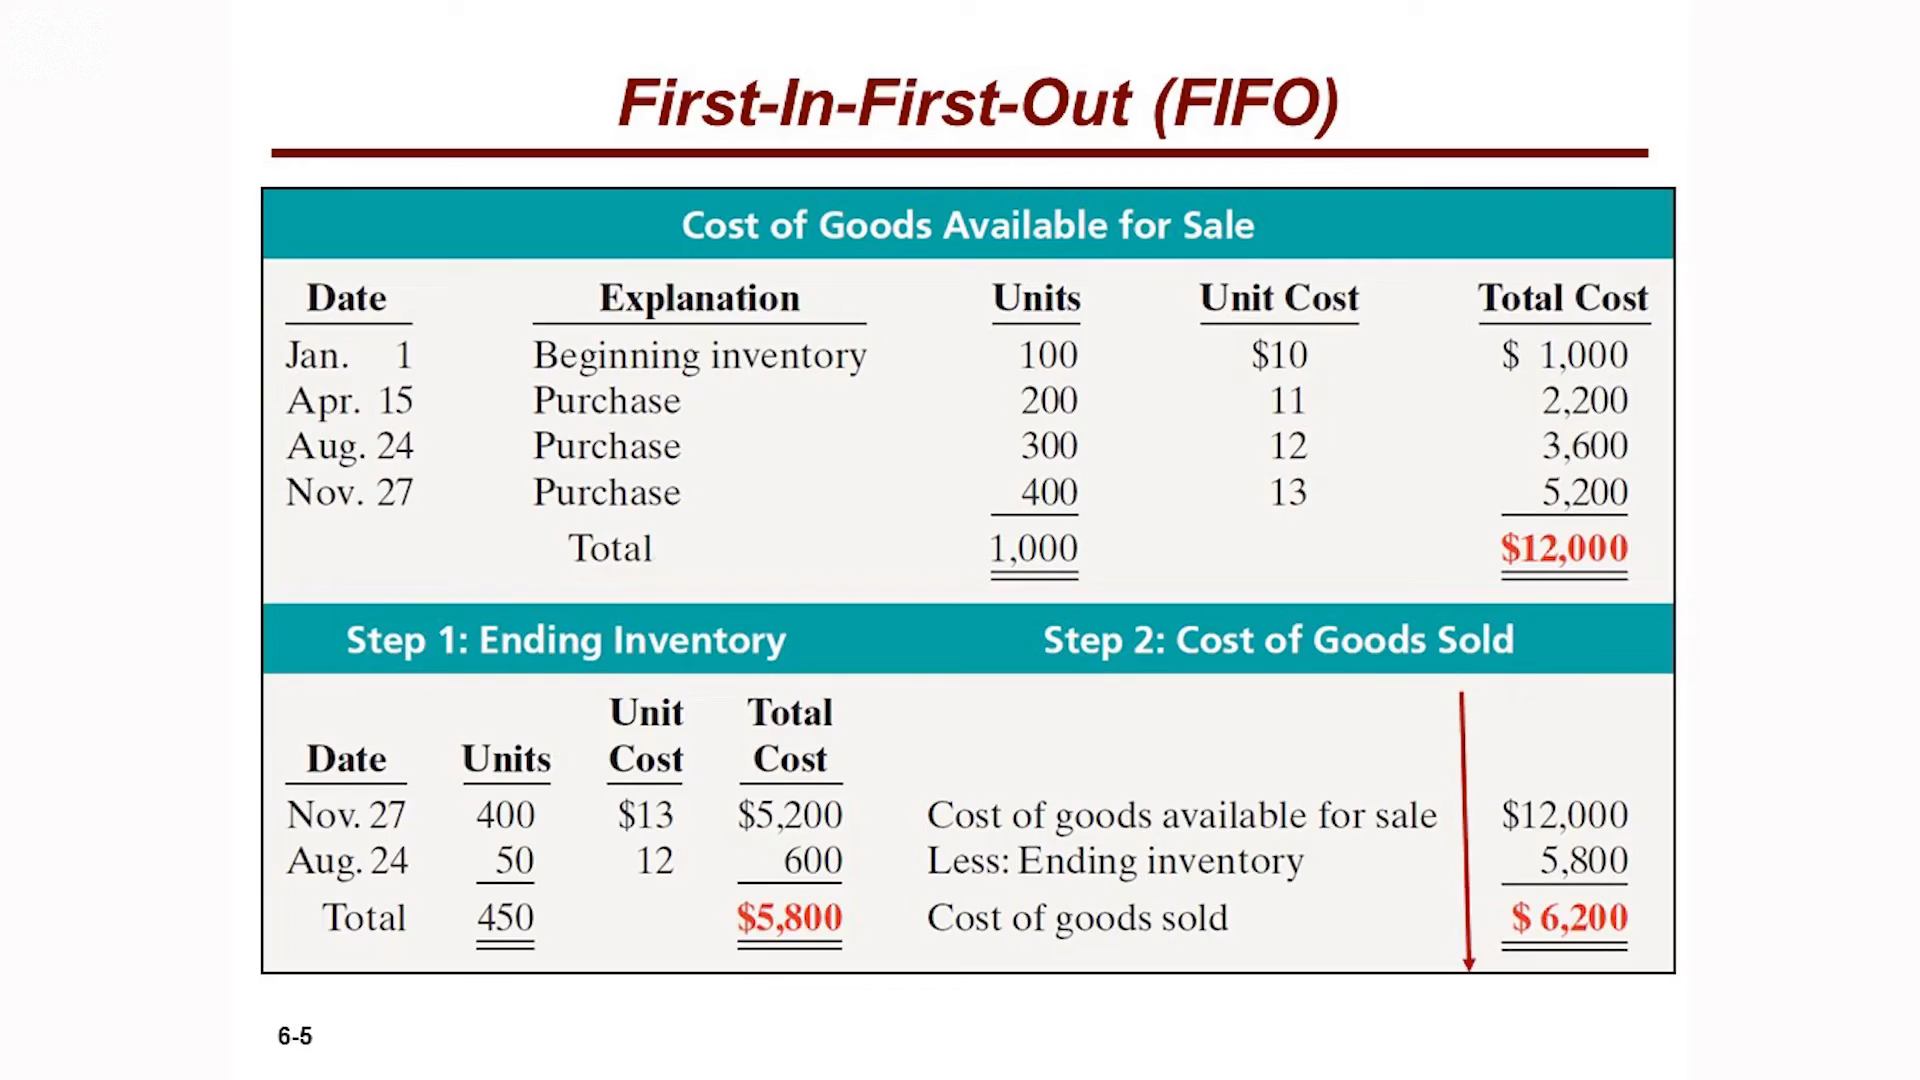 First-In-First-Out (FIFO)
Cost of Goods Available for Sale
Date Explanation Units Unit Cost Total Cost
Jan. 1 Beginning inventory 100 $10 $ 1,000
Apr. 15 Purchase 200 11 2,200
Aug. 24 Purchase 300 12 3,600
Nov. 27 Purchase 400 13 5,200
Total 1,000 $12,000
Step 1: Ending Inventory Step 2: Cost of Goods Sold
Unit Total
Date Units Cost Cost
Nov. 27 400 $13 $5,200 Cost of goods available for sale $12,000
Aug. 24 50 12 600 Less: Ending inventory 5,800
Total 450 $5,800 Cost of goods sold $ 6,200
6-5